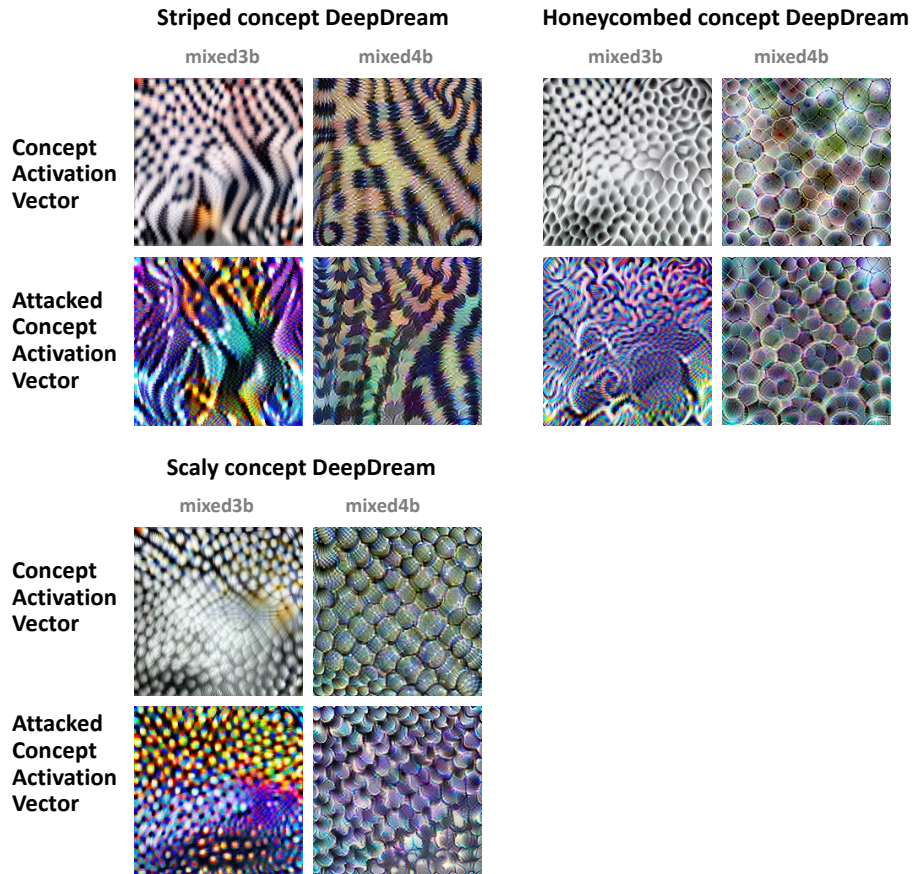 Striped concept DeepDream
Honeycombed concept DeepDream
mixed3b
mixed4b
mixed3b
mixed4b
Concept
Activation
Vector
Attacked
Concept
Activation
Vector
Scaly concept DeepDream
mixed3b
mixed4b
Concept
Activation
Vector
Attacked
Concept
Activation
Vector